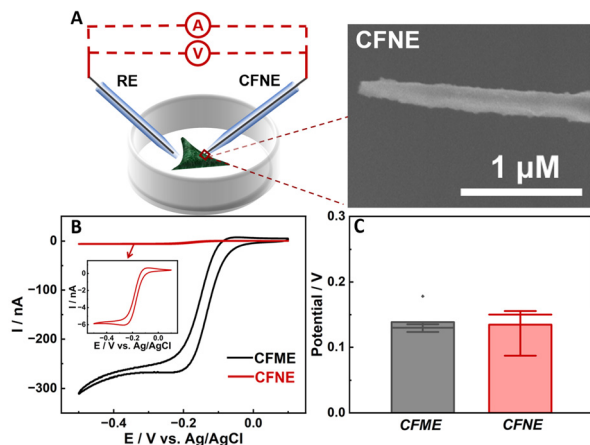 A
A
V
RE
CFNE
CFNE
1 μM
B
0
−100
−200
−300
I / nA
−0.4
−0.2
0.0
E / V vs. Ag/AgCl
CFME
CFNE
0
−2
−4
−6
I / nA
−0.4
−0.2
0.0
E / V vs. Ag/AgCl
C
0.3
0.2
0.1
0.0
Potential / V
CFME
CFNE